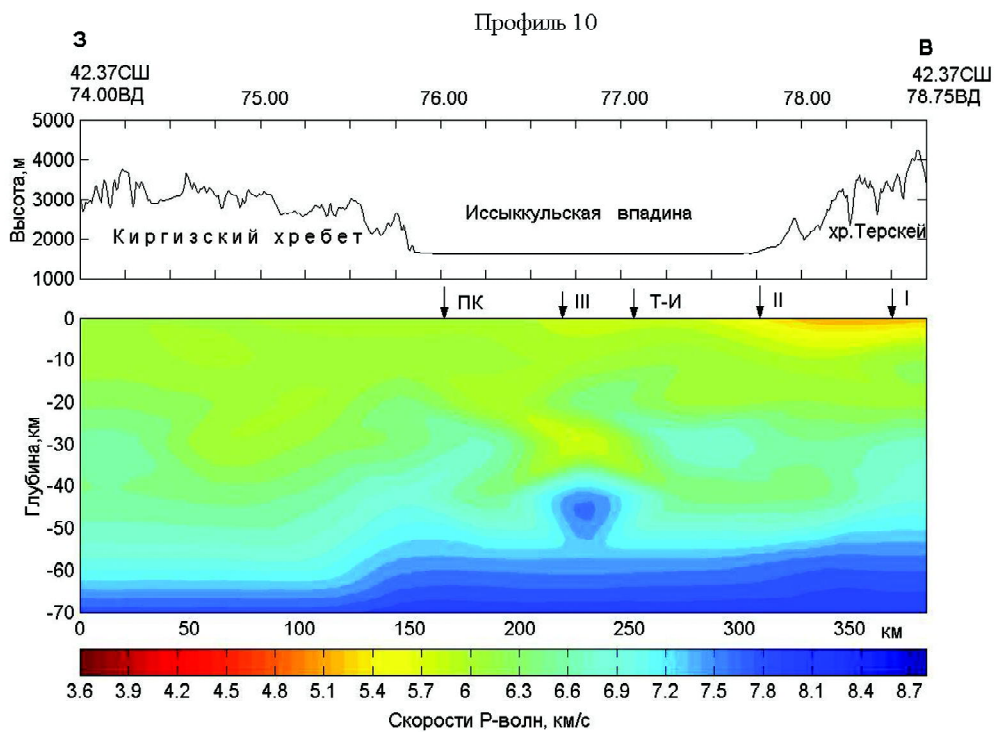 Профиль 10
З
В
42.37СШ
42.37СШ
74.00ВД 75.00 76.00 77.00 78.00 78.75ВД
5000
4000
3000
2000
1000
Высота,м
Иссыккульская впадина
Киргизский хребет
хр.Терскей
ПК III Т-И II I
0
-10
-20
-30
-40
-50
-60
-70
Глубина,км
0 50 100 150 200 250 300 350 км
3.6 3.9 4.2 4.5 4.8 5.1 5.4 5.7 6 6.3 6.6 6.9 7.2 7.5 7.8 8.1 8.4 8.7
Скорости Р-волн, км/с